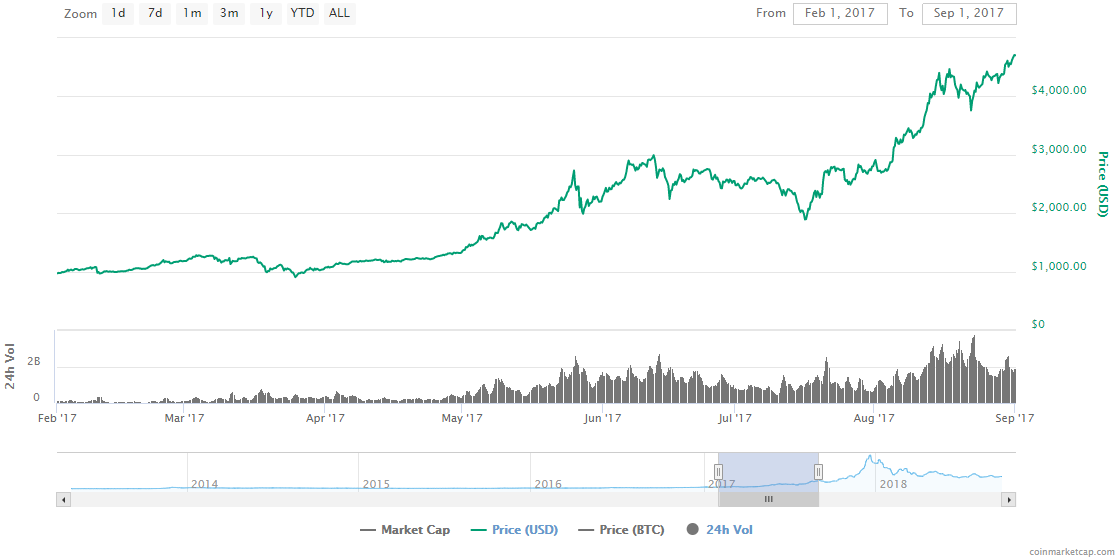 Zoom 1d 7d 1m 3m 1y YTD ALL From Feb 1, 2017 To Sep 1, 2017
$4,000.00
$3,000.00
$2,000.00
$1,000.00
$0
Price (USD)
24h Vol
2B
0
Feb '17 Mar '17 Apr '17 May '17 Jun '17 Jul '17 Aug '17 Sep '17
2014 2015 2016 2017 2018
Market Cap Price (USD) Price (BTC) 24h Vol
coinmarketcap.com